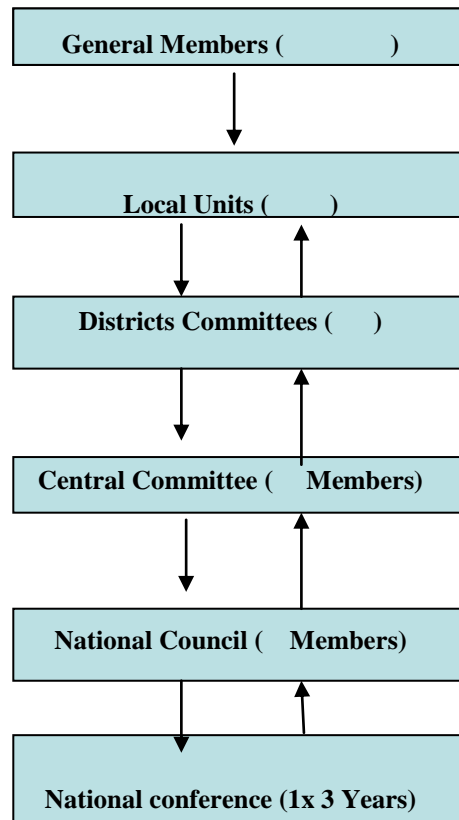 General Members (                )
Local Units (        )
Districts Committees (      )
Central Committee (    Members)
National Council (    Members)
National conference (1x 3 Years)